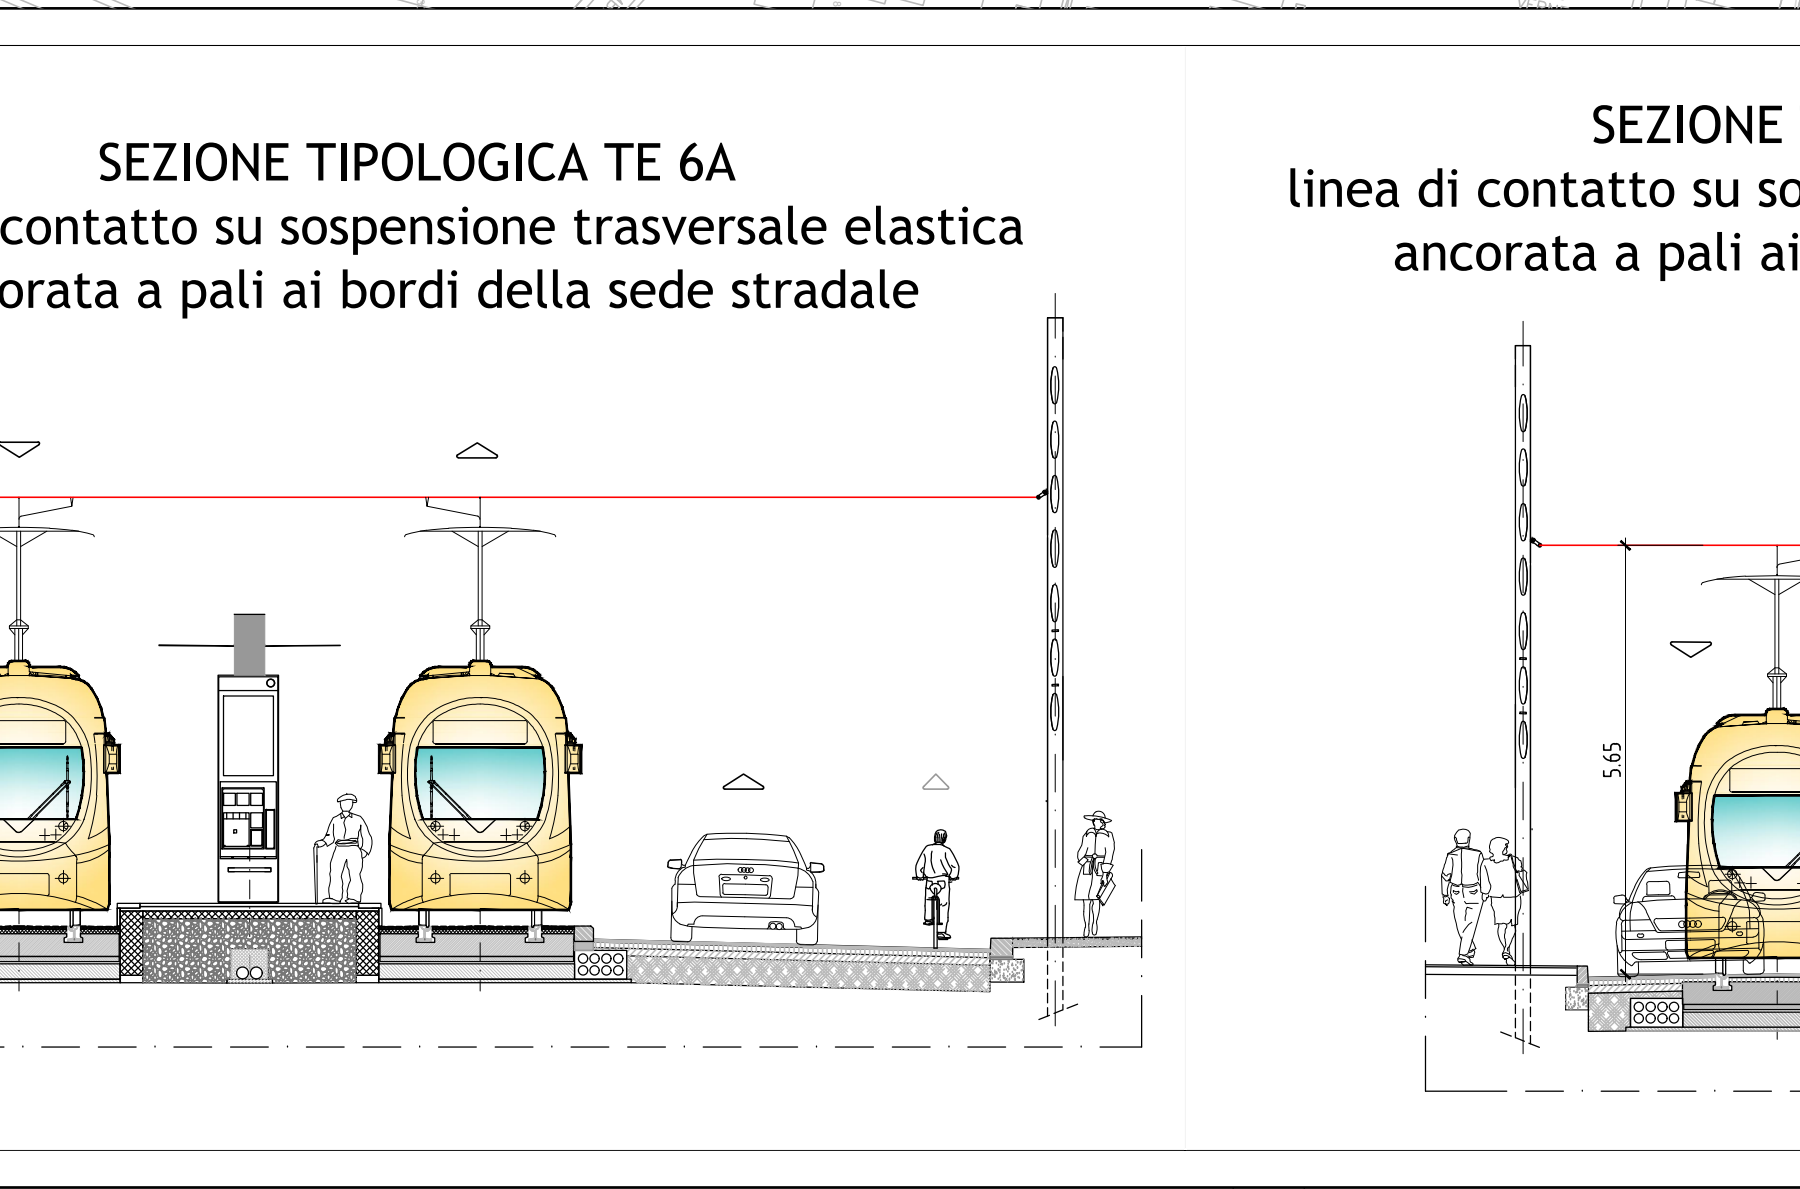 SEZIONE TIPOLOGICA TE 6A
contatto su sospensione trasversale elastica
orata a pali ai bordi della sede stradale
SEZIONE
linea di contatto su so
ancorata a pali ai
5.65